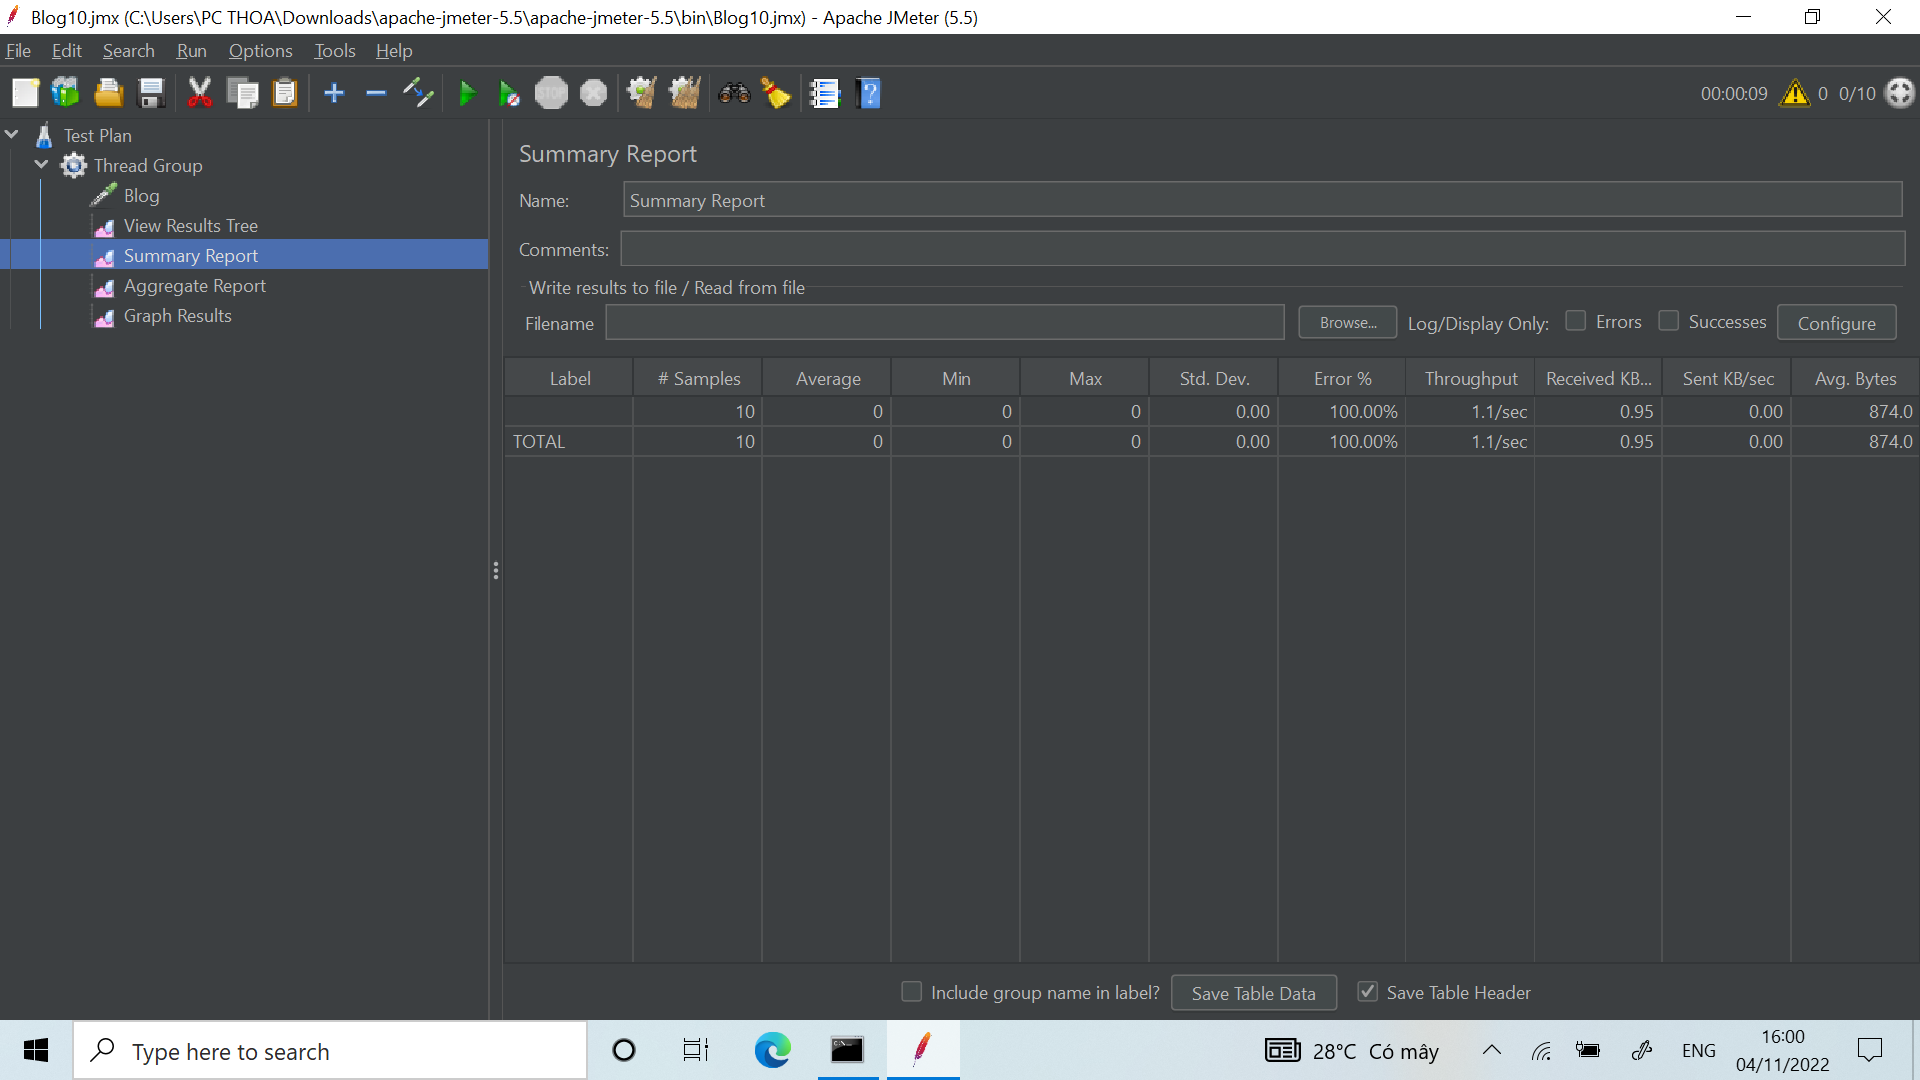 Blog10.jmx (C:\Users\PC THOA\Downloads\apache-jmeter-5.5\apache-jmeter-5.5\bin\Blog10.jmx) - Apache JMeter (5.5)
File Edit Search Run Options Tools Help
STOP 00:00:09 0 0/10
Test Plan
Thread Group
Blog
View Results Tree
Summary Report
Aggregate Report
Graph Results
Summary Report
Name: Summary Report
Comments:
Write results to file / Read from file
Filename Browse... Log/Display Only: Errors Successes Configure
Label # Samples Average Min Max Std. Dev. Error % Throughput Received KB... Sent KB/sec Avg. Bytes
10 0 0 0 0.00 100.00% 1.1/sec 0.95 0.00 874.0
TOTAL 10 0 0 0 0.00 100.00% 1.1/sec 0.95 0.00 874.0
Include group name in label? Save Table Data Save Table Header
Type here to search
28°C Có mây
ENG
16:00
04/11/2022